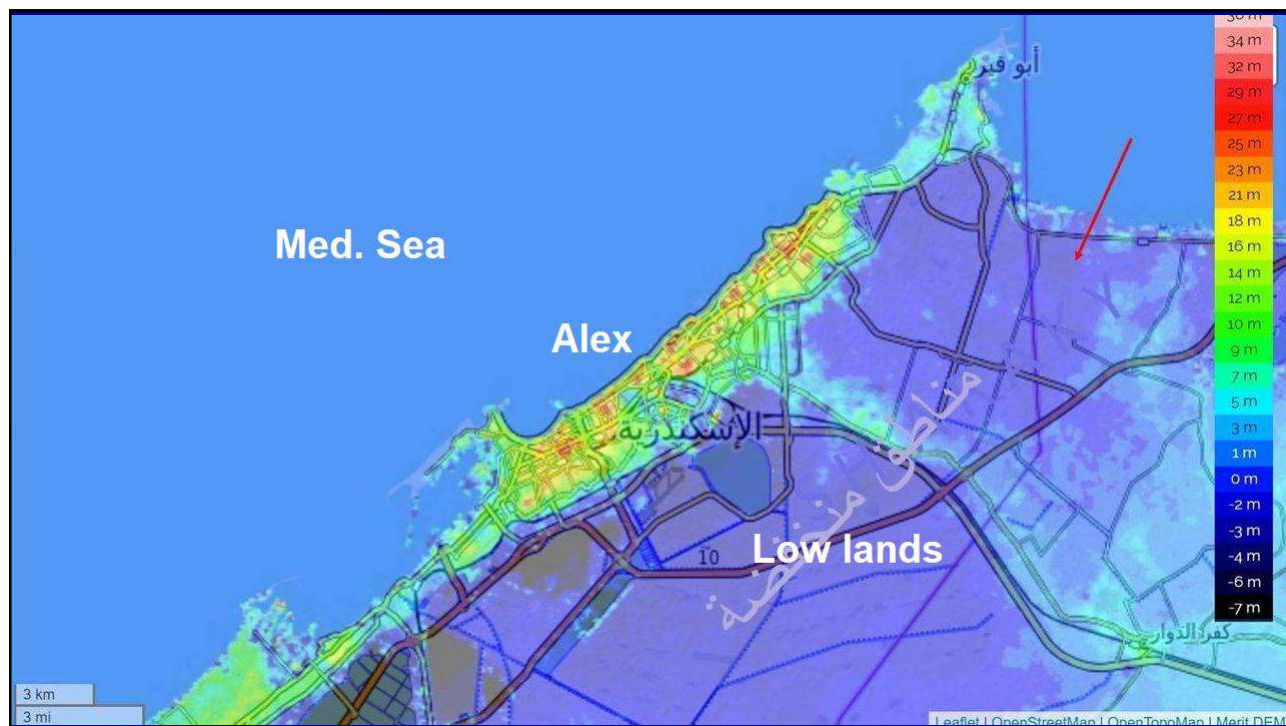 36 m
34 m
32 m
29 m
27 m
25 m
23 m
21 m
18 m
16 m
14 m
12 m
10 m
9 m
7 m
5 m
3 m
1 m
0 m
-2 m
-3 m
-4 m
-6 m
-7 m
أبو قير
Med. Sea
Alex
الإسكندرية
مناطق منخفضة
Low lands
10
كفر الدوار
3 km
3 mi
Leaflet | OpenStreetMap | OpenTopoMap | Merit DEM